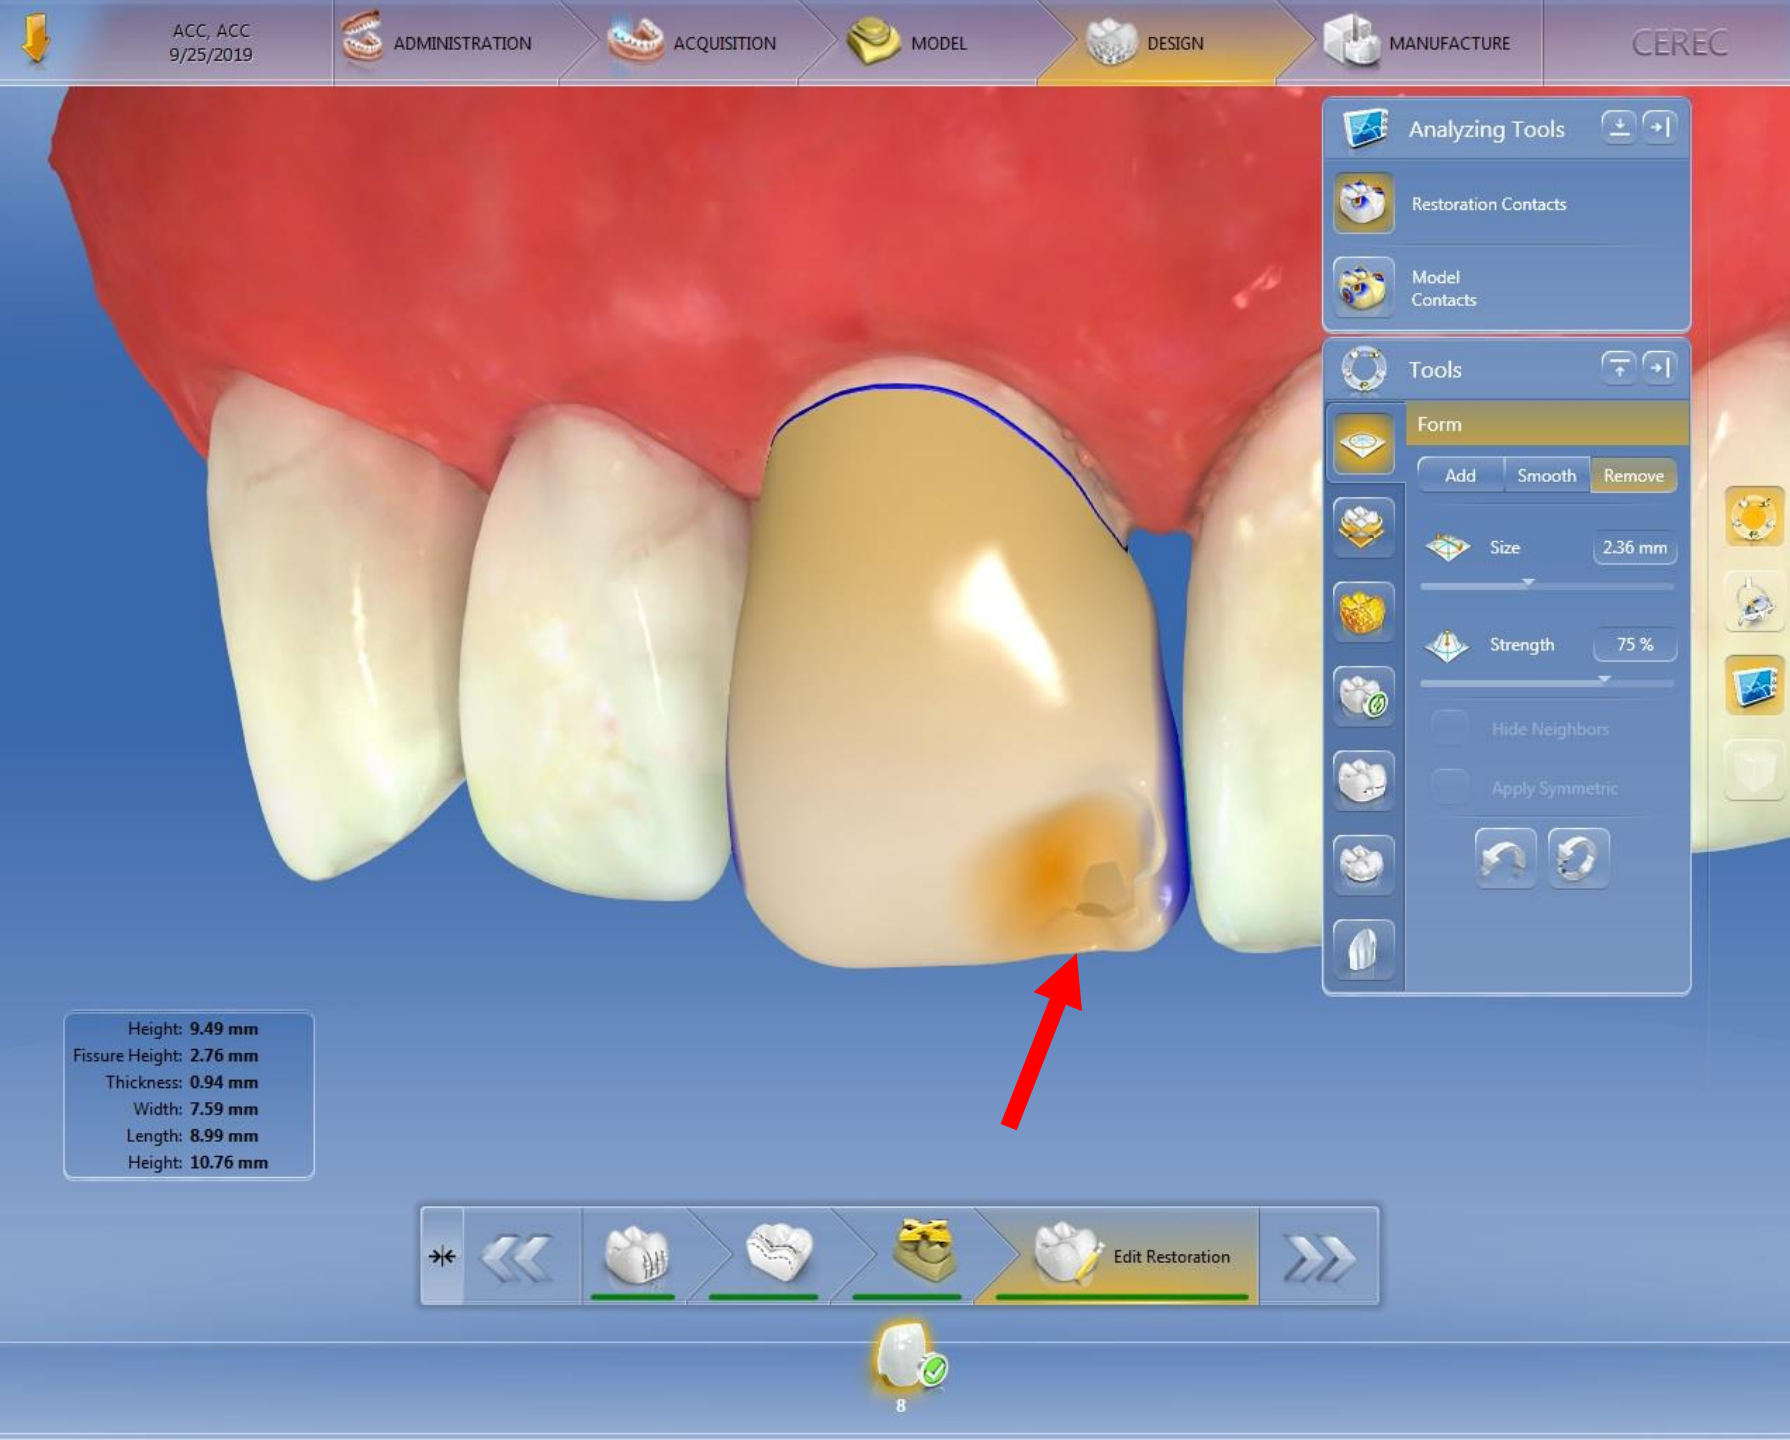 ACC, ACC
9/25/2019
ADMINISTRATION
ACQUISITION
MODEL
DESIGN
MANUFACTURE
CEREC
Analyzing Tools
Restoration Contacts
Model
Contacts
Tools
Form
Add
Smooth
Remove
Size
2.36 mm
Strength
75 %
Hide Neighbors
Apply Symmetric
Height: 9.49 mm
Fissure Height: 2.76 mm
Thickness: 0.94 mm
Width: 7.59 mm
Length: 8.99 mm
Height: 10.76 mm
Edit Restoration
8